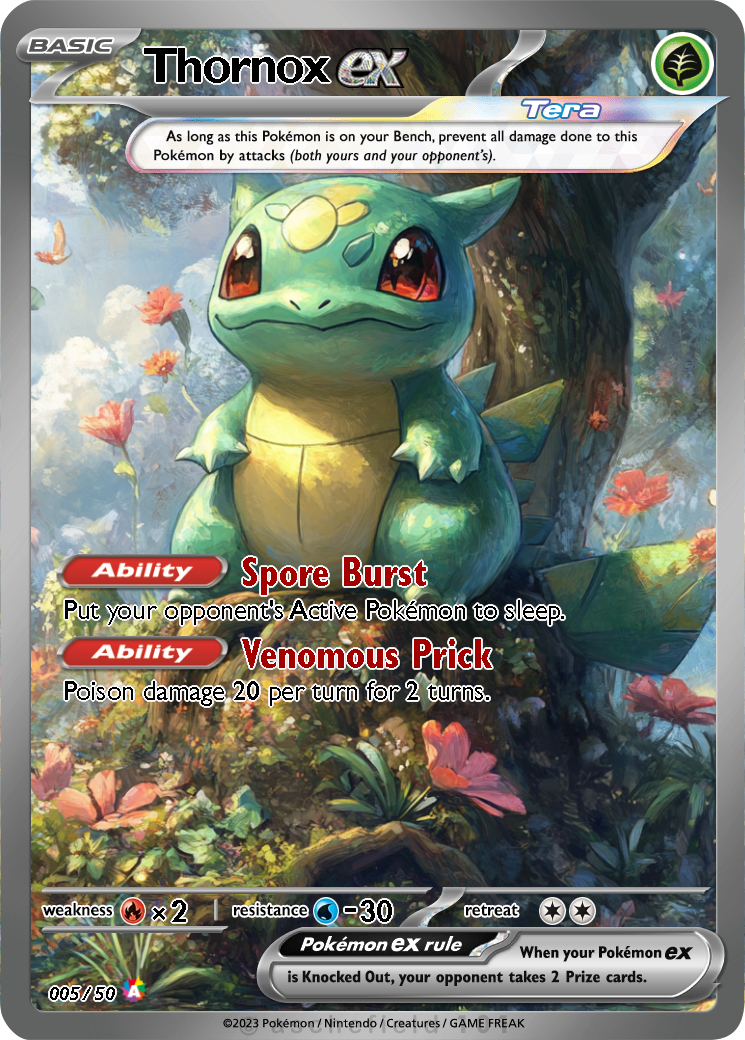 BASIC
Thornox ex
Tera
As long as this Pokémon is on your Bench, prevent all damage done to this
Pokémon by attacks (both yours and your opponent's).
Ability Spore Burst
Put your opponent's Active Pokémon to sleep.
Ability Venomous Prick
Poison damage 20 per turn for 2 turns.
weakness ×2 resistance -30 retreat
Pokémon ex rule When your Pokémon ex
is Knocked Out, your opponent takes 2 Prize cards.
005/50 A
©2023 Pokémon / Nintendo / Creatures / GAME FREAK